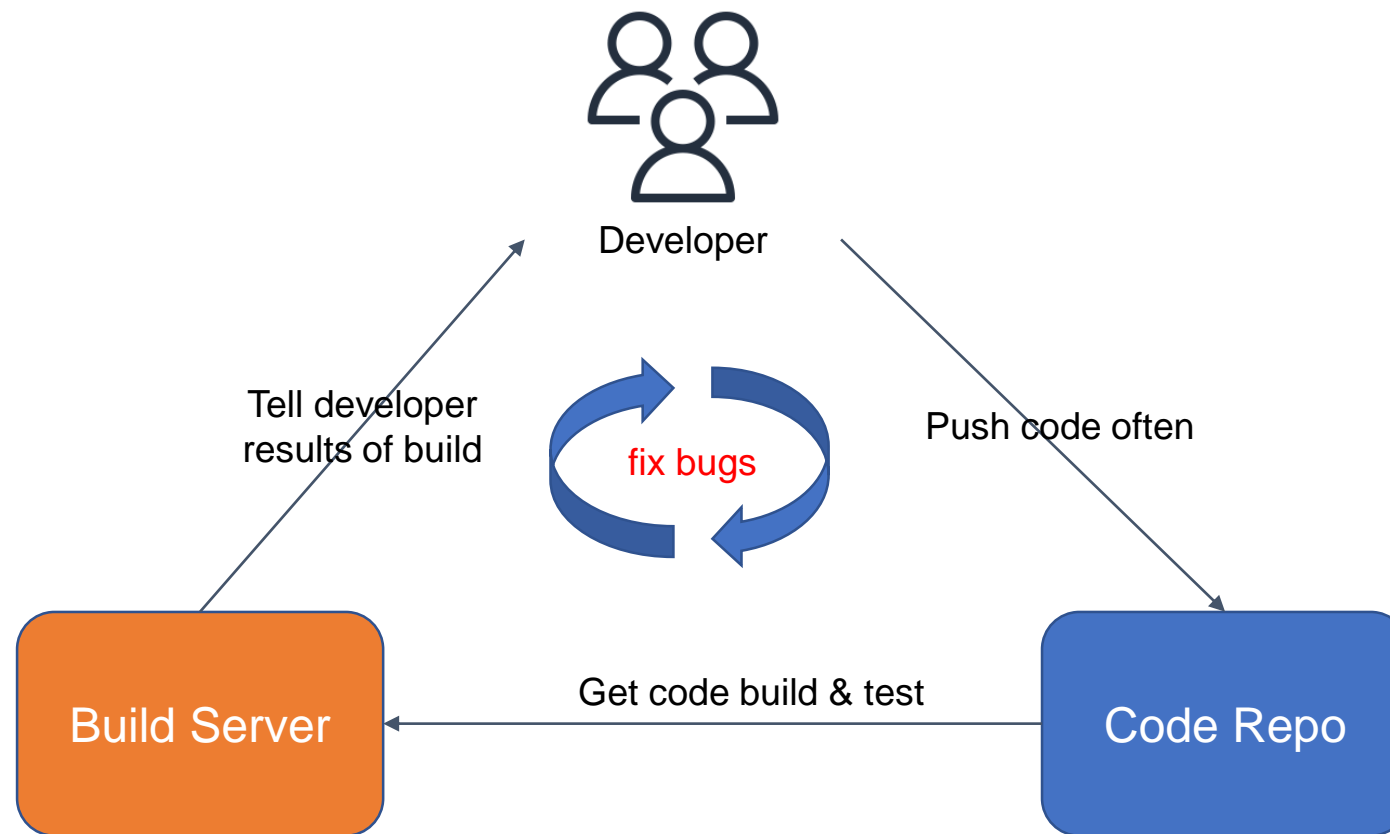 Developer
Tell developer
results of build
fix bugs
Push code often
Get code build & test
Build Server
Code Repo